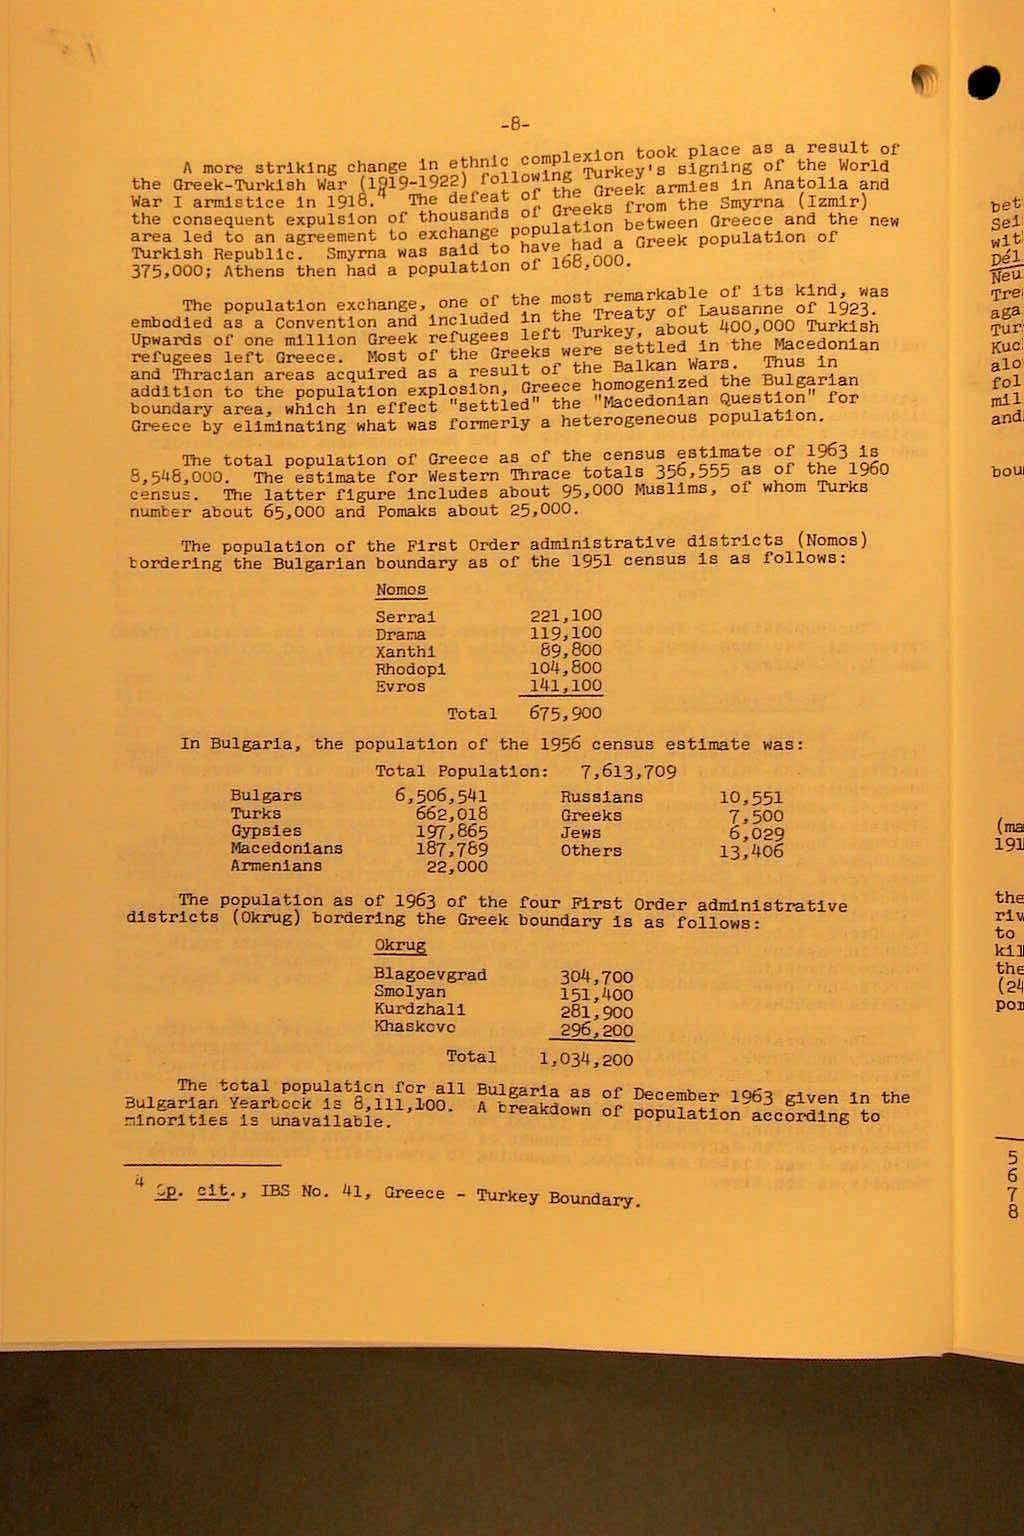 -8-
A more striking change in ethnic complexion took place as a result of
the Greek-Turkish War (1919-1922) following Turkey's signing of the World
War I armistice in 1918.4 The defeat of the Greek armies in Anatolia and
the consequent expulsion of thousands of Greeks from the Smyrna (Izmir)
area led to an agreement to exchange population between Greece and the new
Turkish Republic. Smyrna was said to have had a Greek population of
375,000; Athens then had a population of 168,000.
The population exchange, one of the most remarkable of its kind, was
embodied as a Convention and included in the Treaty of Lausanne of 1923.
Upwards of one million Greek refugees left Turkey, about 400,000 Turkish
refugees left Greece. Most of the Greeks were settled in the Macedonian
and Thracian areas acquired as a result of the Balkan Wars. Thus in
addition to the population explosion, Greece homogenized the Bulgarian
boundary area, which in effect "settled" the "Macedonian Question" for
Greece by eliminating what was formerly a heterogeneous population.
The total population of Greece as of the census estimate of 1963 is
8,548,000. The estimate for Western Thrace totals 356,555 as of the 1960
census. The latter figure includes about 95,000 Muslims, of whom Turks
number about 65,000 and Pomaks about 25,000.
The population of the First Order administrative districts (Nomos)
bordering the Bulgarian boundary as of the 1951 census is as follows:
Nomos
Serrai 221,100
Drama 119,100
Xanthi 89,800
Rhodopi 104,800
Evros 141,100
Total 675,900
In Bulgaria, the population of the 1956 census estimate was:
Total Population: 7,613,709
Bulgars 6,506,541 Russians 10,551
Turks 662,018 Greeks 7,500
Gypsies 197,865 Jews 6,029
Macedonians 187,789 Others 13,406
Armenians 22,000
The population as of 1963 of the four First Order administrative
districts (Okrug) bordering the Greek boundary is as follows:
Okrug
Blagoevgrad 304,700
Smolyan 151,400
Kurdzhali 281,900
Khaskovo 296,200
Total 1,034,200
The total population for all Bulgaria as of December 1963 given in the
Bulgarian Yearbook is 8,111,100. A breakdown of population according to
minorities is unavailable.
4 Op. cit., IBS No. 41, Greece - Turkey Boundary.
5
6
7
8